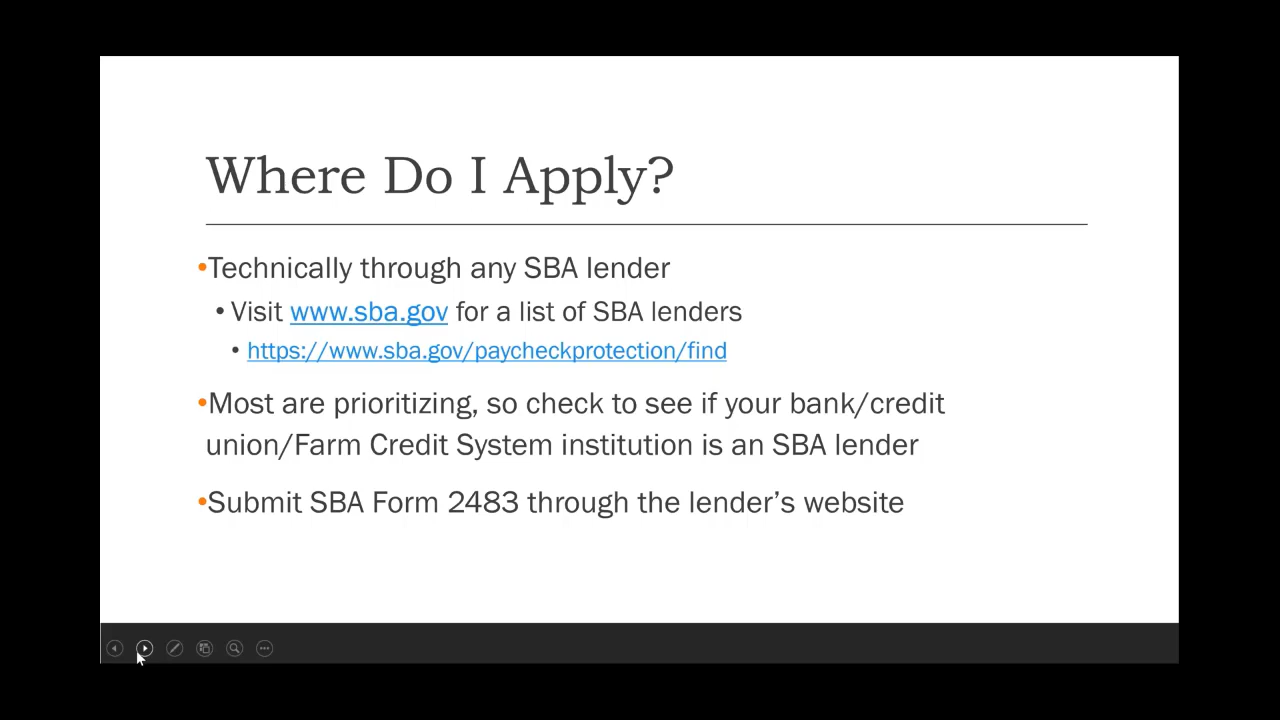 Where Do I Apply?
•Technically through any SBA lender
• Visit www.sba.gov for a list of SBA lenders
• https://www.sba.gov/paycheckprotection/find
•Most are prioritizing, so check to see if your bank/credit
union/Farm Credit System institution is an SBA lender
•Submit SBA Form 2483 through the lender’s website